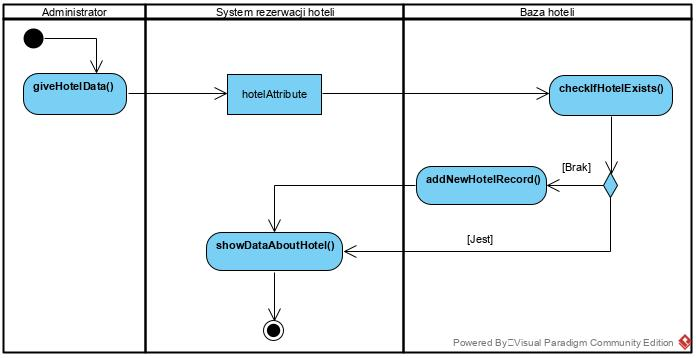 Administrator
System rezerwacji hoteli
Baza hoteli
giveHotelData()
hotelAttribute
checkIfHotelExists()
[Brak]
addNewHotelRecord()
showDataAboutHotel()
[Jest]
Powered By Visual Paradigm Community Edition